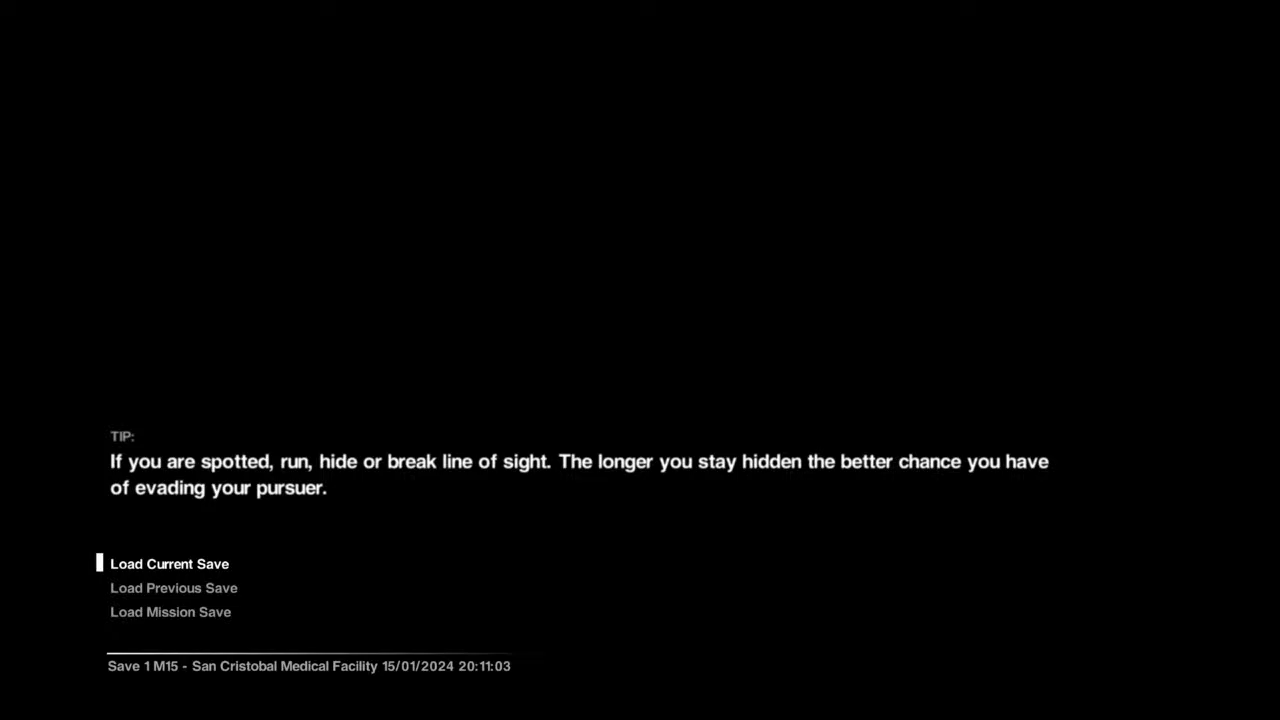 TIP:
If you are spotted, run, hide or break line of sight. The longer you stay hidden the better chance you have
of evading your pursuer.
Load Current Save
Load Previous Save
Load Mission Save
Save 1 M15 - San Cristobal Medical Facility 15/01/2024 20:11:03